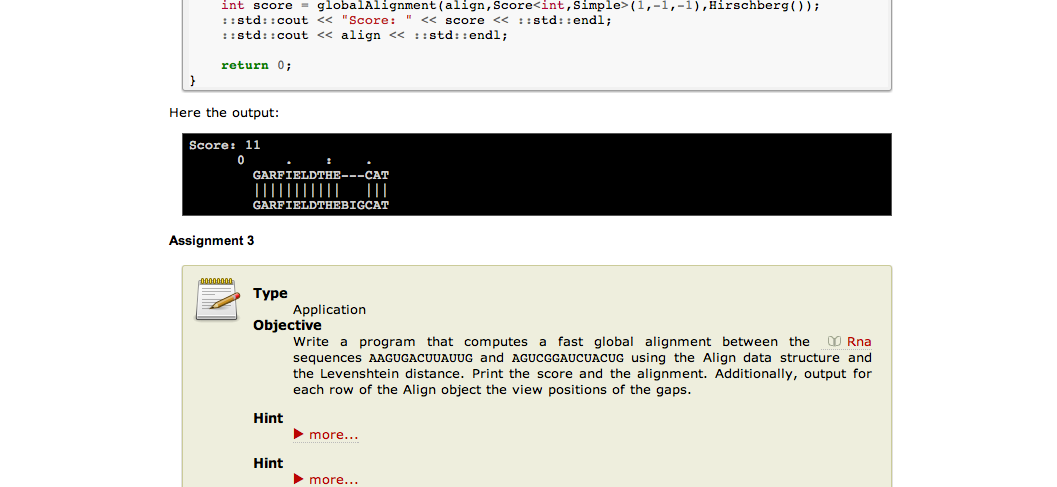 int score = globalAlignment(align,Score<int,Simple>(1,-1,-1),Hirschberg());
::std::cout << "Score: " << score << ::std::endl;
::std::cout << align << ::std::endl;
return 0;
}
Here the output:
Score: 11
0 . : .
GARFIELDTHE---CAT
||||||||||| |||
GARFIELDTHEBIGCAT
Assignment 3
Type
Application
Objective
Write a program that computes a fast global alignment between the Rna
sequences AAGUGACUUAUUG and AGUCGGAUCUACUG using the Align data structure and
the Levenshtein distance. Print the score and the alignment. Additionally, output for
each row of the Align object the view positions of the gaps.
Hint
more...
Hint
more...